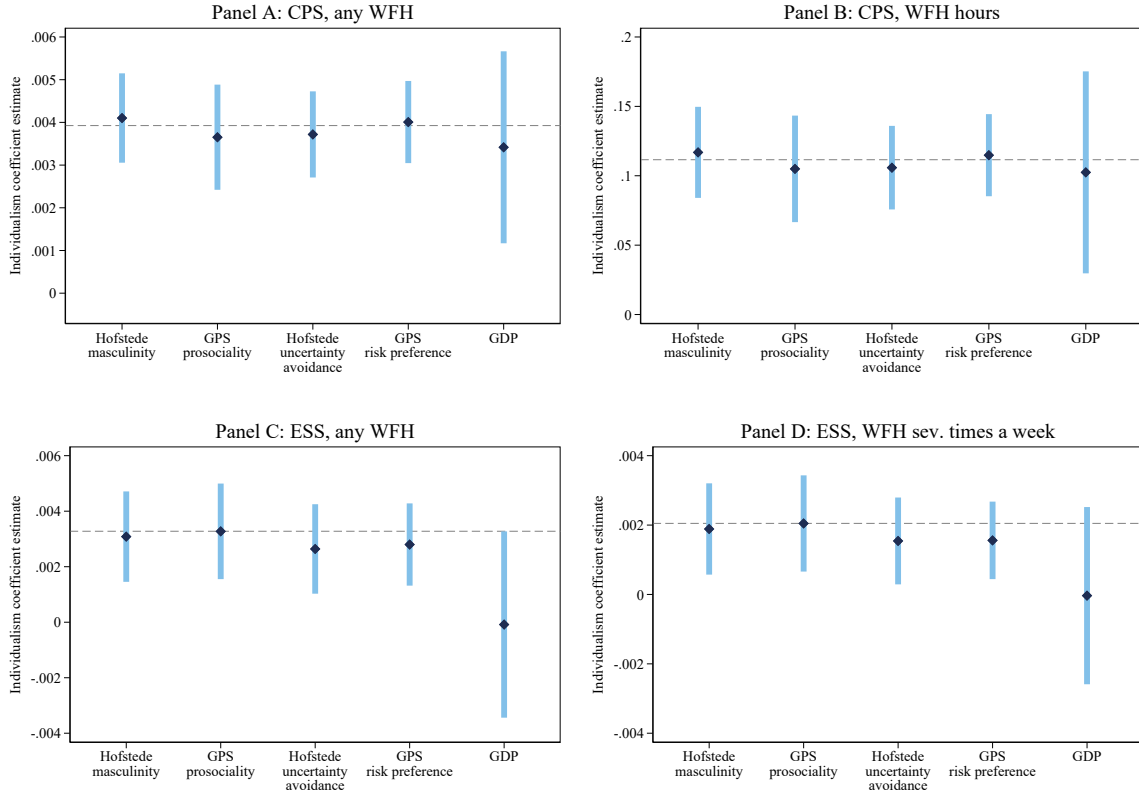 Panel A: CPS, any WFH
Individualism coefficient estimate
.006
.005
.004
.003
.002
.001
0
Hofstede
masculinity
GPS
prosociality
Hofstede
uncertainty
avoidance
GPS
risk preference
GDP
Panel B: CPS, WFH hours
Individualism coefficient estimate
.2
.15
.1
.05
0
Hofstede
masculinity
GPS
prosociality
Hofstede
uncertainty
avoidance
GPS
risk preference
GDP
Panel C: ESS, any WFH
Individualism coefficient estimate
.006
.004
.002
0
-.002
-.004
Hofstede
masculinity
GPS
prosociality
Hofstede
uncertainty
avoidance
GPS
risk preference
GDP
Panel D: ESS, WFH sev. times a week
Individualism coefficient estimate
.004
.002
0
-.002
-.004
Hofstede
masculinity
GPS
prosociality
Hofstede
uncertainty
avoidance
GPS
risk preference
GDP